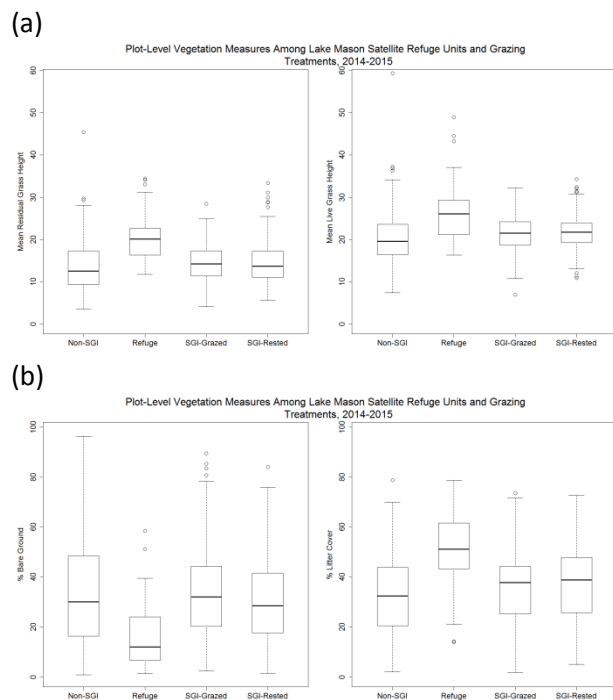 (a)
Plot-Level Vegetation Measures Among Lake Mason Satellite Refuge Units and Grazing
Treatments, 2014-2015
Mean Residual Grass Height
60
50
40
30
20
10
0
Non-SGI Refuge SGI-Grazed SGI-Rested
Mean Live Grass Height
60
50
40
30
20
10
0
Non-SGI Refuge SGI-Grazed SGI-Rested
(b)
Plot-Level Vegetation Measures Among Lake Mason Satellite Refuge Units and Grazing
Treatments, 2014-2015
% Bare Ground
100
80
60
40
20
0
Non-SGI Refuge SGI-Grazed SGI-Rested
% Litter Cover
100
80
60
40
20
0
Non-SGI Refuge SGI-Grazed SGI-Rested